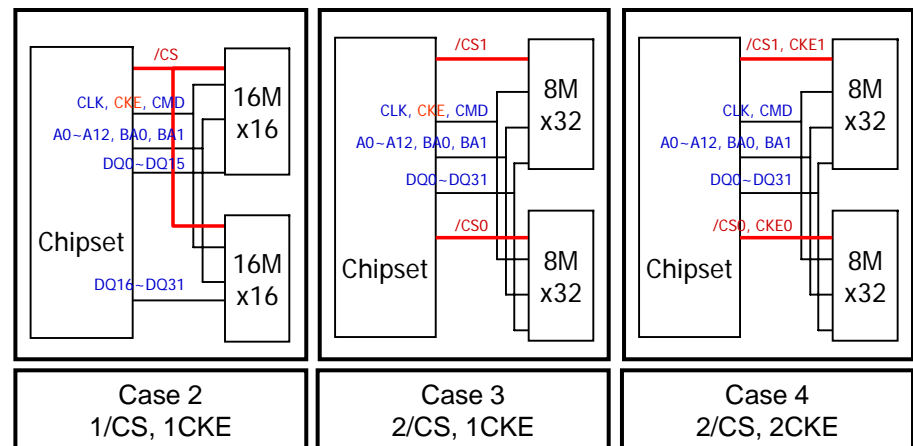 /CS
CLK, CKE, CMD
A0~A12, BA0, BA1
DQ0~DQ15
16M
x16
Chipset
DQ16~DQ31
16M
x16
Case 2
1/CS, 1CKE
/CS1
CLK, CKE, CMD
A0~A12, BA0, BA1
DQ0~DQ31
8M
x32
/CS0
Chipset
8M
x32
Case 3
2/CS, 1CKE
/CS1, CKE1
CLK, CMD
A0~A12, BA0, BA1
DQ0~DQ31
8M
x32
/CS0, CKE0
Chipset
8M
x32
Case 4
2/CS, 2CKE